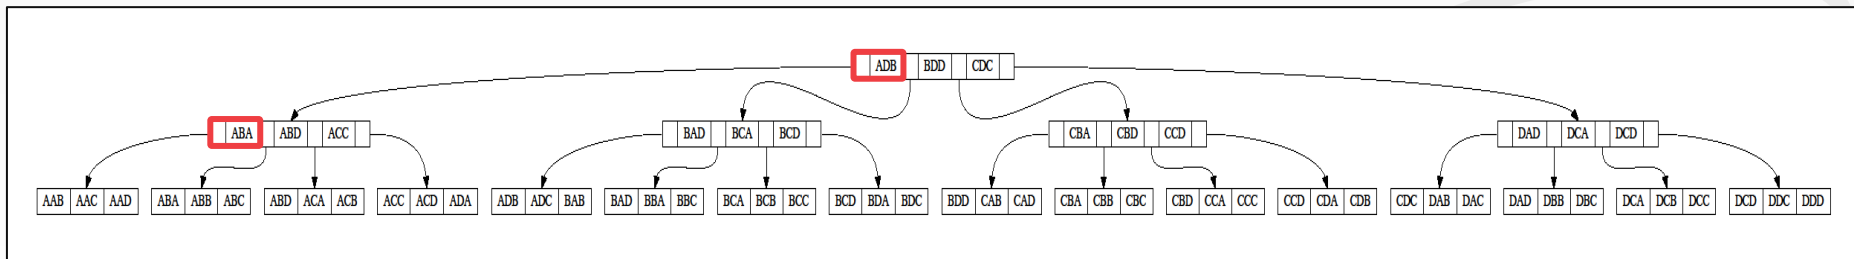 ADB BDD CDC
ABA ABD ACC BAD BCA BCD CBA CBD CCD DAD DCA DCD
AAB AAC AAD ABA ABB ABC ABD ACA ACB ACC ACD ADA ADB ADC BAB BAD BBA BBC BCA BCB BCC BCD BDA BDC BDD CAB CAD CBA CBB CBC CBD CCA CCC CCD CDA CDB CDC DAB DAC DAD DBB DBC DCA DCB DCC DCD DDC DDD